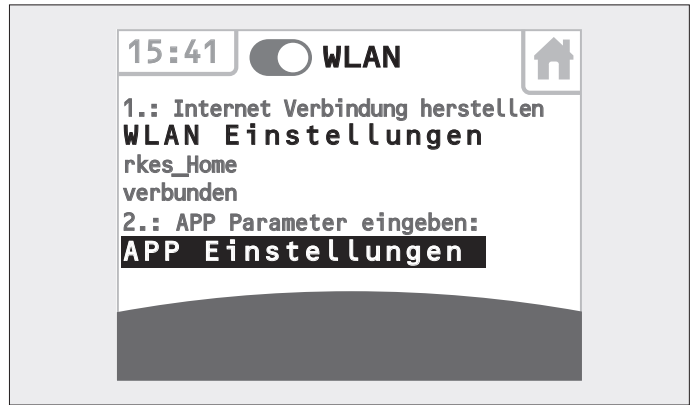 15:41 WLAN
1.: Internet Verbindung herstellen
WLAN Einstellungen
rkes_Home
verbunden
2.: APP Parameter eingeben:
APP Einstellungen